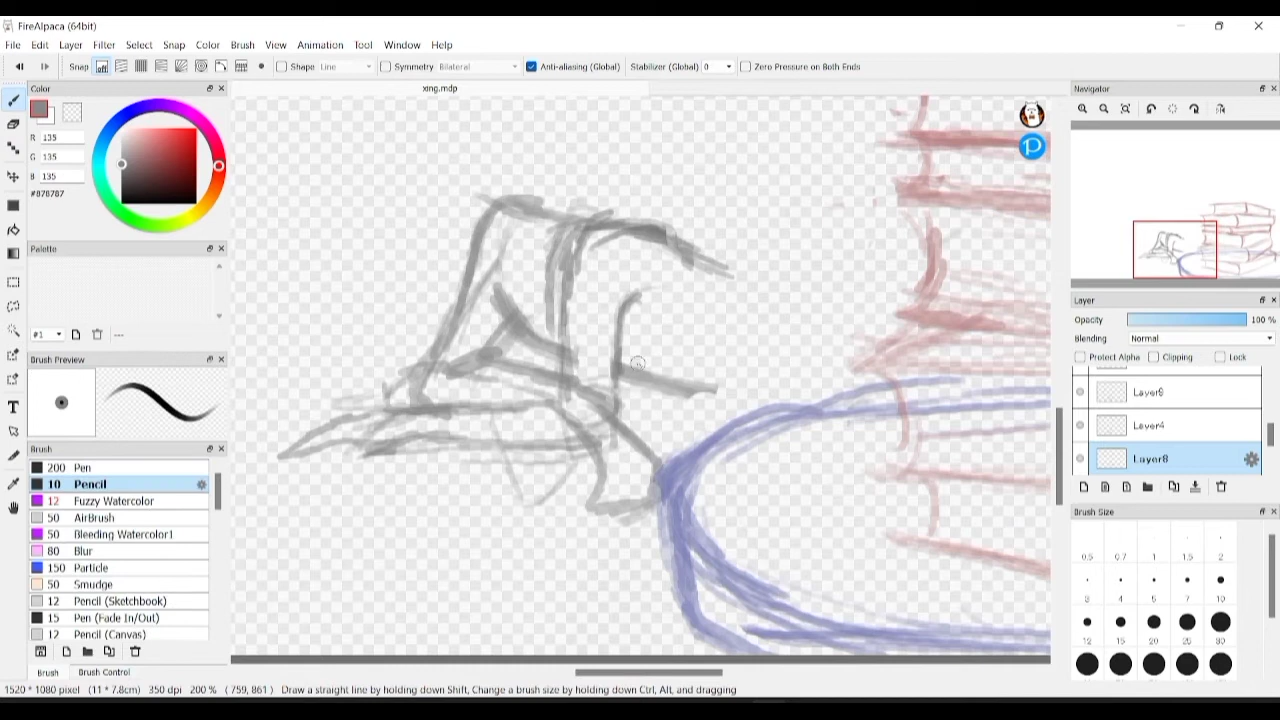 FireAlpaca (64bit)
File Edit Layer Filter Select Snap Color Brush View Animation Tool Window Help
Snap Shape Line Symmetry Bilateral Anti-aliasing (Global) Stabilizer (Global) 0 Zero Pressure on Both Ends
Color
xing.mdp
Navigator
R 135
G 135
B 135
#878787
Palette
#1
Brush Preview
Brush
200 Pen
10 Pencil
12 Fuzzy Watercolor
50 AirBrush
50 Bleeding Watercolor1
80 Blur
150 Particle
50 Smudge
12 Pencil (Sketchbook)
15 Pen (Fade In/Out)
12 Pencil (Canvas)
Brush Brush Control
Layer
Opacity 100 %
Blending Normal
Protect Alpha Clipping Lock
Layer4
Layer8
Brush Size
0.5 0.7 1 1.5 2
3 4 5 7 10
12 15 20 25 30
1520 * 1080 pixel (11 * 7.8cm) 350 dpi 200 % ( 759, 861 ) Draw a straight line by holding down Shift, Change a brush size by holding down Ctrl, Alt, and dragging